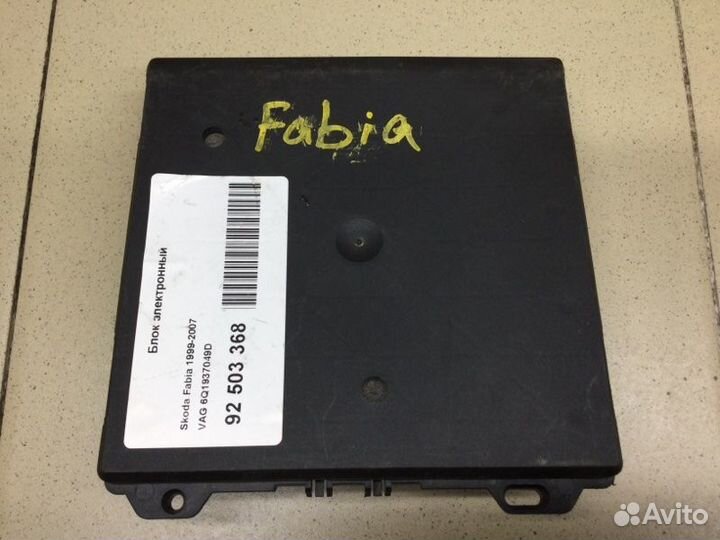 Fabia
Блок электронный
Skoda Fabia 1999-2007
VAG 6Q1937049D
92 503 368
Avito